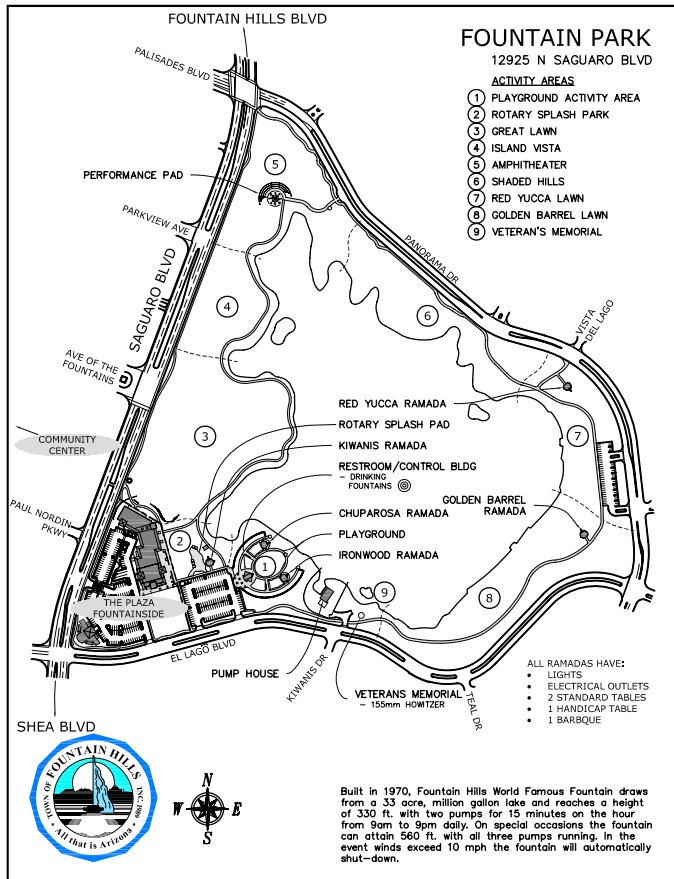 FOUNTAIN HILLS BLVD
PALISADES BLVD
FOUNTAIN PARK
12925 N SAGUARO BLVD
ACTIVITY AREAS
1 PLAYGROUND ACTIVITY AREA
2 ROTARY SPLASH PARK
3 GREAT LAWN
4 ISLAND VISTA
5 AMPHITHEATER
6 SHADED HILLS
7 RED YUCCA LAWN
8 GOLDEN BARREL LAWN
9 VETERAN'S MEMORIAL
5
PERFORMANCE PAD
PARKVIEW AVE
PANORAMA DR
SAGUARO BLVD
4
6
VISTA
DEL LAGO
AVE OF THE
FOUNTAINS
RED YUCCA RAMADA
ROTARY SPLASH PAD
3
7
KIWANIS RAMADA
COMMUNITY
CENTER
RESTROOM/CONTROL BLDG
- DRINKING
FOUNTAINS
GOLDEN BARREL
RAMADA
PAUL NORDIN
PKWY
CHUPAROSA RAMADA
PLAYGROUND
IRONWOOD RAMADA
2
1
9
8
THE PLAZA
FOUNTAINSIDE
EL LAGO BLVD
PUMP HOUSE
KIWANIS DR
VETERANS MEMORIAL
- 155mm HOWITZER
TEAL DR
ALL RAMADAS HAVE:
• LIGHTS
• ELECTRICAL OUTLETS
• 2 STANDARD TABLES
• 1 HANDICAP TABLE
• 1 BARBQUE
SHEA BLVD
TOWN OF FOUNTAIN HILLS INC. 1989
• All that is Arizona •
N
W E
S
Built in 1970, Fountain Hills World Famous Fountain draws
from a 33 acre, million gallon lake and reaches a height
of 330 ft. with two pumps for 15 minutes on the hour
from 9am to 9pm daily. On special occasions the fountain
can attain 560 ft. with all three pumps running. In the
event winds exceed 10 mph the fountain will automatically
shut-down.